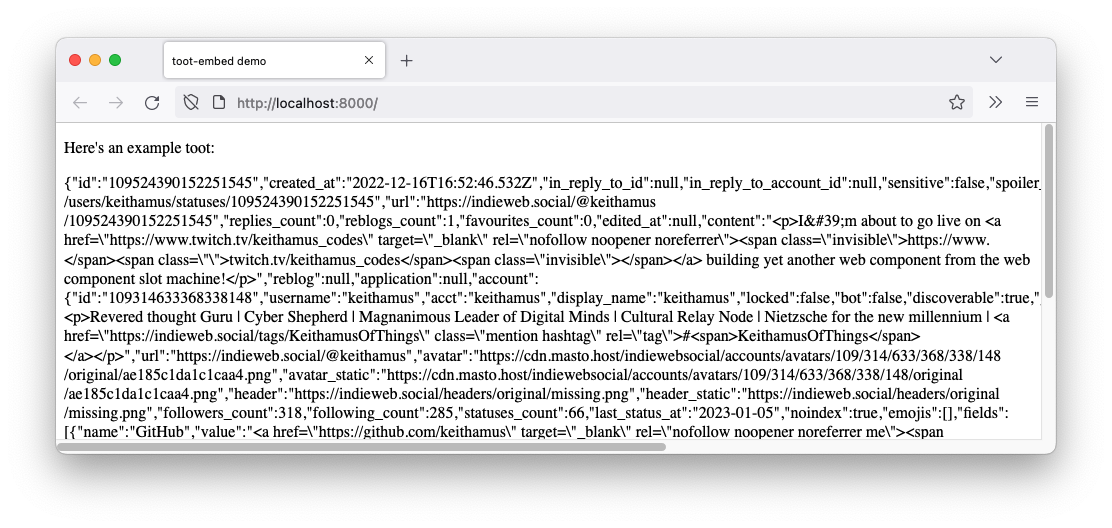 toot-embed demo
http://localhost:8000/
Here's an example toot:
{"id":"109524390152251545","created_at":"2022-12-16T16:52:46.532Z","in_reply_to_id":null,"in_reply_to_account_id":null,"sensitive":false,"spoiler_
/users/keithamus/statuses/109524390152251545","url":"https://indieweb.social/@keithamus
/109524390152251545","replies_count":0,"reblogs_count":1,"favourites_count":0,"edited_at":null,"content":"<p>I&#39;m about to go live on <a
href=\"https://www.twitch.tv/keithamus_codes\" target=\"_blank\" rel=\"nofollow noopener noreferrer\"><span class=\"invisible\">https://www.
</span><span class=\"\">twitch.tv/keithamus_codes</span><span class=\"invisible\"></span></a> building yet another web component from the web
component slot machine!</p>","reblog":null,"application":null,"account":
{"id":"109314633368338148","username":"keithamus","acct":"keithamus","display_name":"keithamus","locked":false,"bot":false,"discoverable":true,"
<p>Revered thought Guru | Cyber Shepherd | Magnanimous Leader of Digital Minds | Cultural Relay Node | Nietzsche for the new millennium | <a
href=\"https://indieweb.social/tags/KeithamusOfThings\" class=\"mention hashtag\" rel=\"tag\">#<span>KeithamusOfThings</span>
</a></p>","url":"https://indieweb.social/@keithamus","avatar":"https://cdn.masto.host/indiewebsocial/accounts/avatars/109/314/633/368/338/148
/original/ae185c1da1c1caa4.png","avatar_static":"https://cdn.masto.host/indiewebsocial/accounts/avatars/109/314/633/368/338/148/original
/ae185c1da1c1caa4.png","header":"https://indieweb.social/headers/original/missing.png","header_static":"https://indieweb.social/headers/original
/missing.png","followers_count":318,"following_count":285,"statuses_count":66,"last_status_at":"2023-01-05","noindex":true,"emojis":[],"fields":
[{"name":"GitHub","value":"<a href=\"https://github.com/keithamus\" target=\"_blank\" rel=\"nofollow noopener noreferrer me\"><span